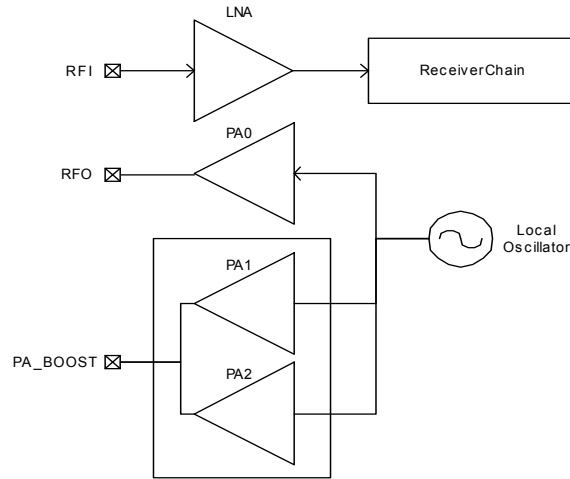 LNA
RFI
ReceiverChain
PA0
RFO
Local
Oscillator
PA1
PA_BOOST
PA2